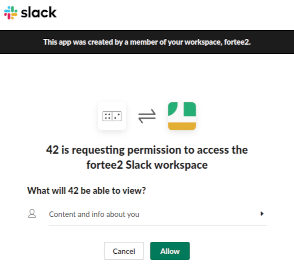 slack
This app was created by a member of your workspace, fortee2.
42 is requesting permission to access the
fortee2 Slack workspace
What will 42 be able to view?
Content and info about you
Cancel
Allow